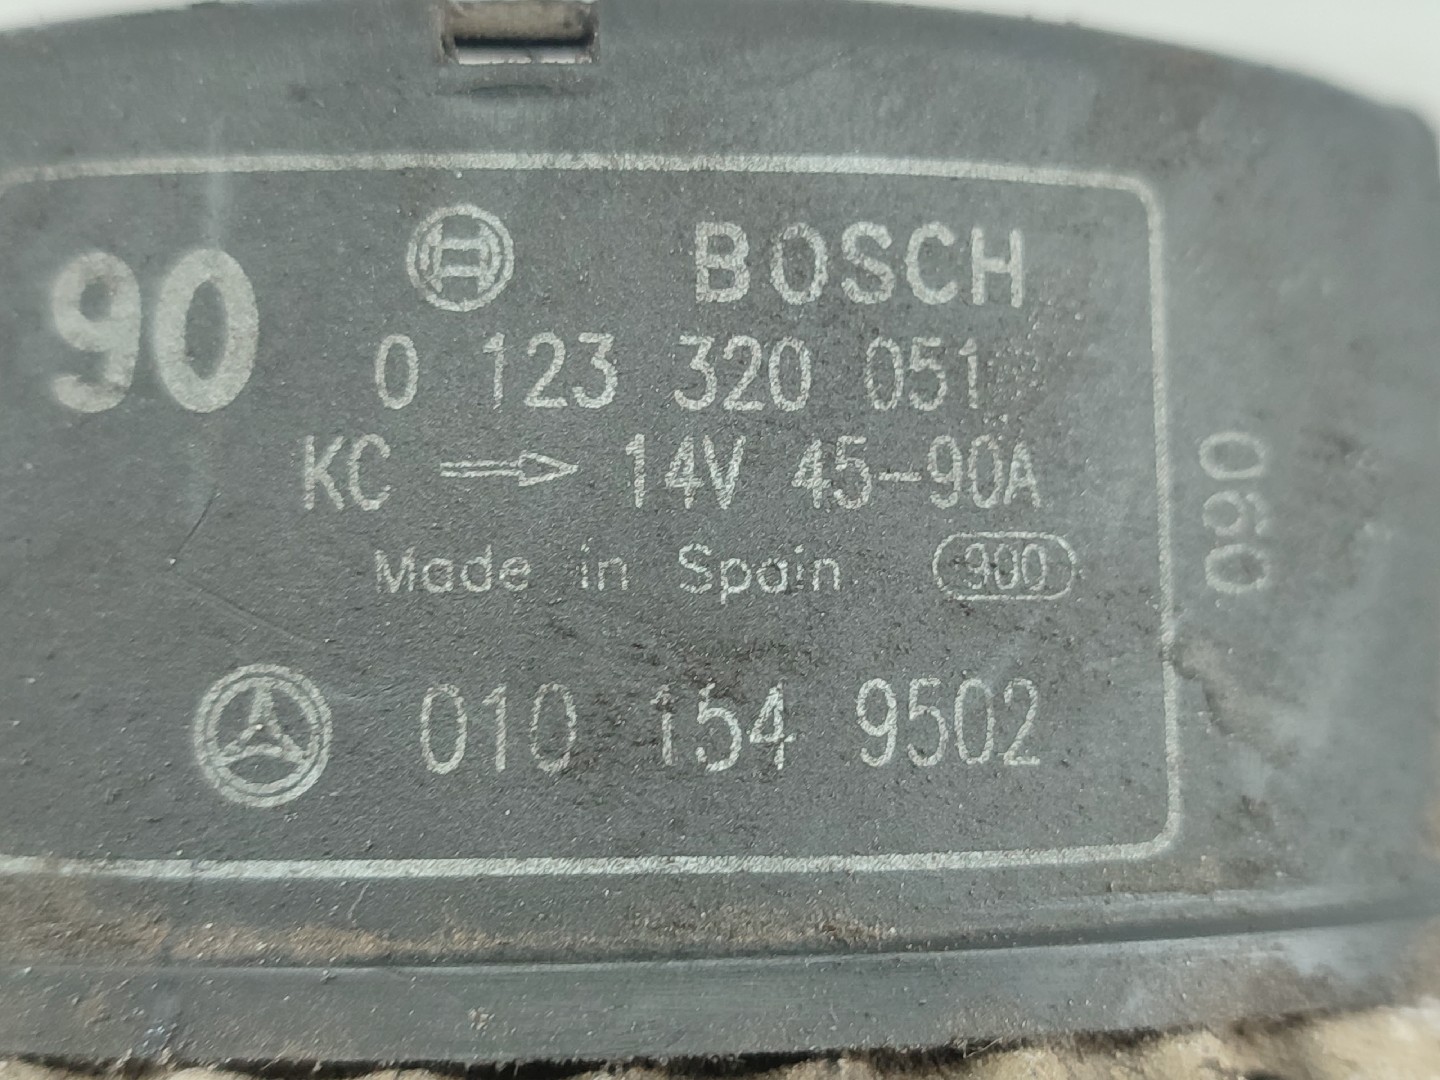 90
BOSCH
0 123 320 051
KC → 14V 45-90A
Made in Spain 900
010 154 9502
060